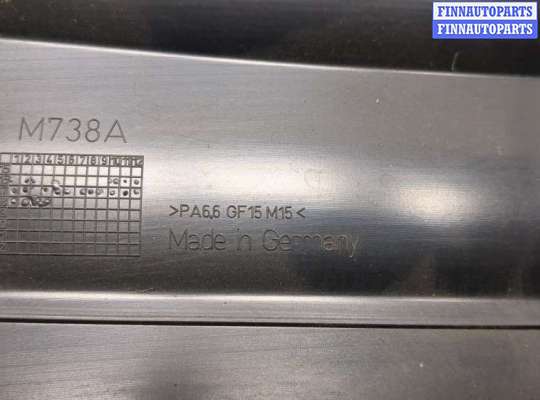 FINNAUTOPARTS
FINNAUTOPARTS
M738A
1 2 3 4 5 6 7 8 9 10 11 12
>PA6,6 GF15 M15<
Made in Germany